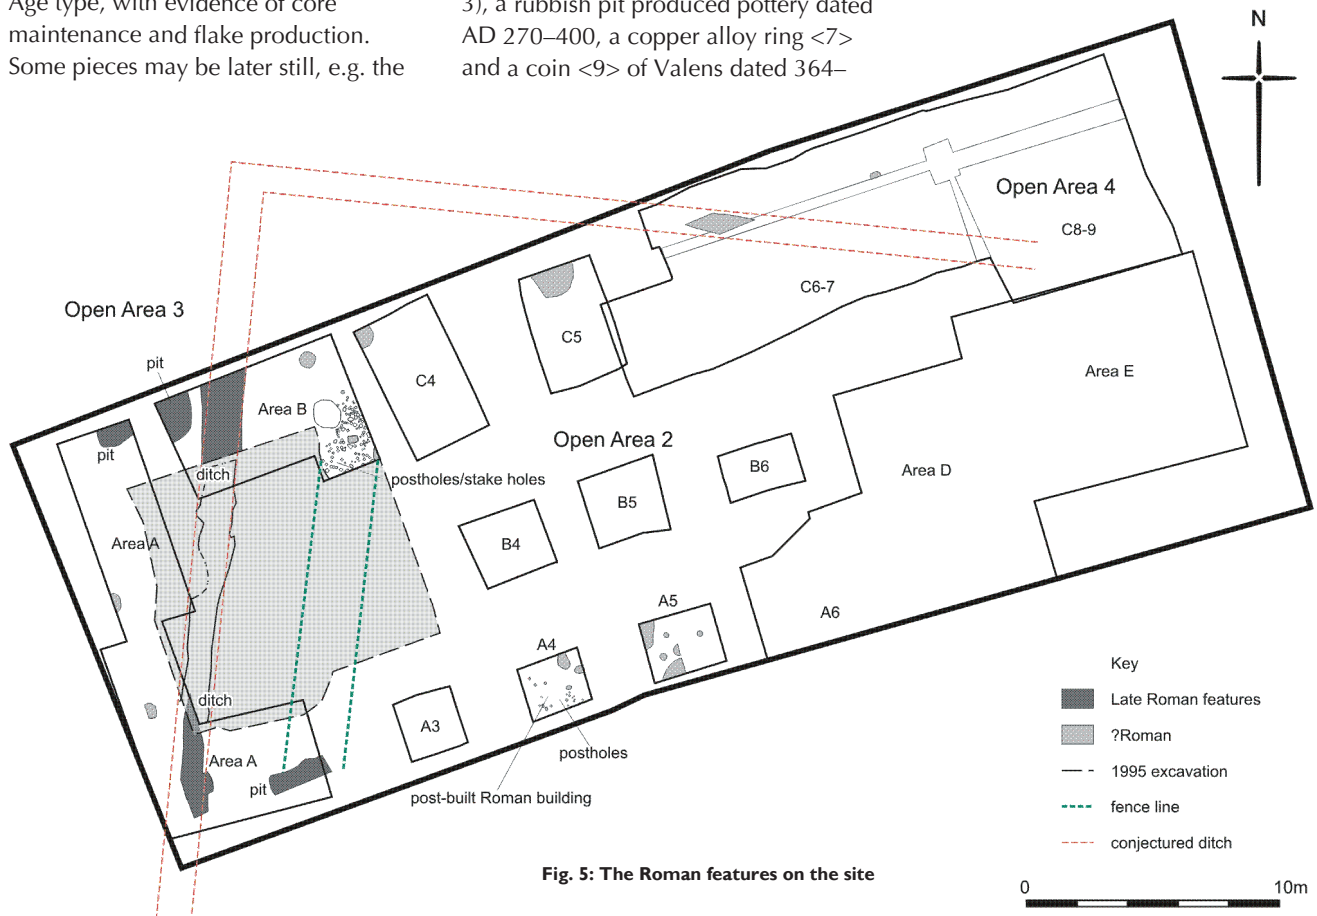 Age type, with evidence of core
maintenance and flake production.
Some pieces may be later still, e.g. the
3), a rubbish pit produced pottery dated
AD 270–400, a copper alloy ring <7>
and a coin <9> of Valens dated 364–
N
Open Area 4
C8-9
C6-7
Open Area 3
pit
C5
C4
Area E
Area B
pit
Open Area 2
ditch
postholes/stake holes
B6
Area D
B5
Area A
B4
A5
A6
A4
ditch
A3
Area A
pit
postholes
post-built Roman building
Key
Late Roman features
?Roman
1995 excavation
fence line
conjectured ditch
Fig. 5: The Roman features on the site
0 10m